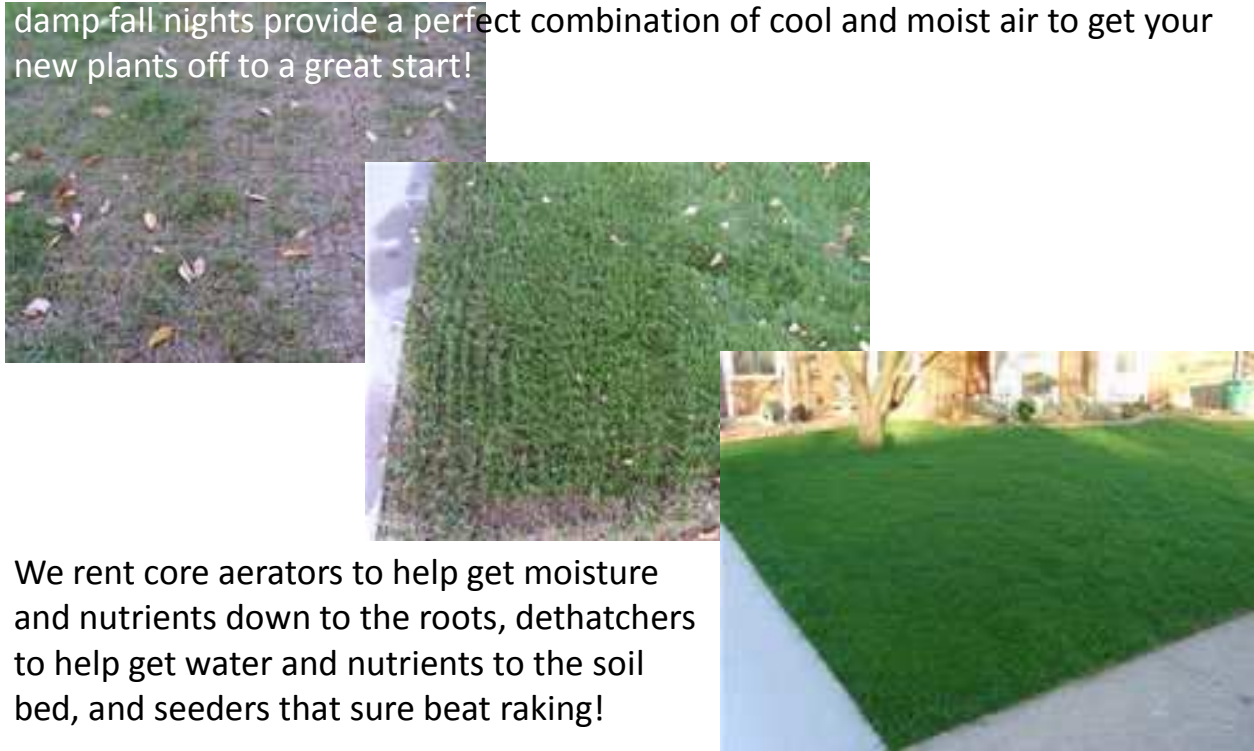 damp fall nights provide a perfect combination of cool and moist air to get your
new plants off to a great start!
We rent core aerators to help get moisture
and nutrients down to the roots, dethatchers
to help get water and nutrients to the soil
bed, and seeders that sure beat raking!